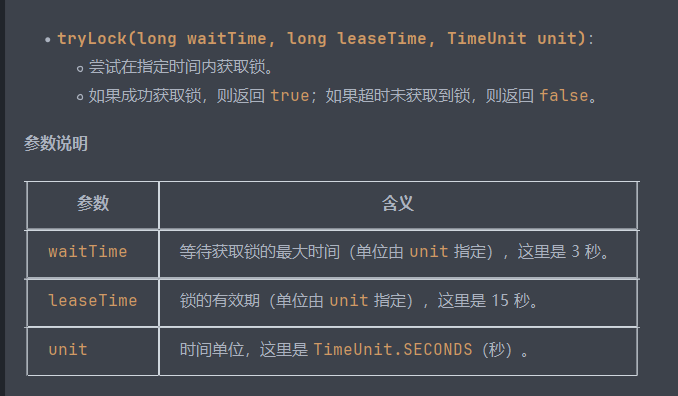 tryLock(long waitTime, long leaseTime, TimeUnit unit):
尝试在指定时间内获取锁。
如果成功获取锁，则返回 true；如果超时未获取到锁，则返回 false。
参数说明
参数 含义
waitTime 等待获取锁的最大时间（单位由 unit 指定），这里是 3 秒。
leaseTime 锁的有效期（单位由 unit 指定），这里是 15 秒。
unit 时间单位，这里是 TimeUnit.SECONDS（秒）。